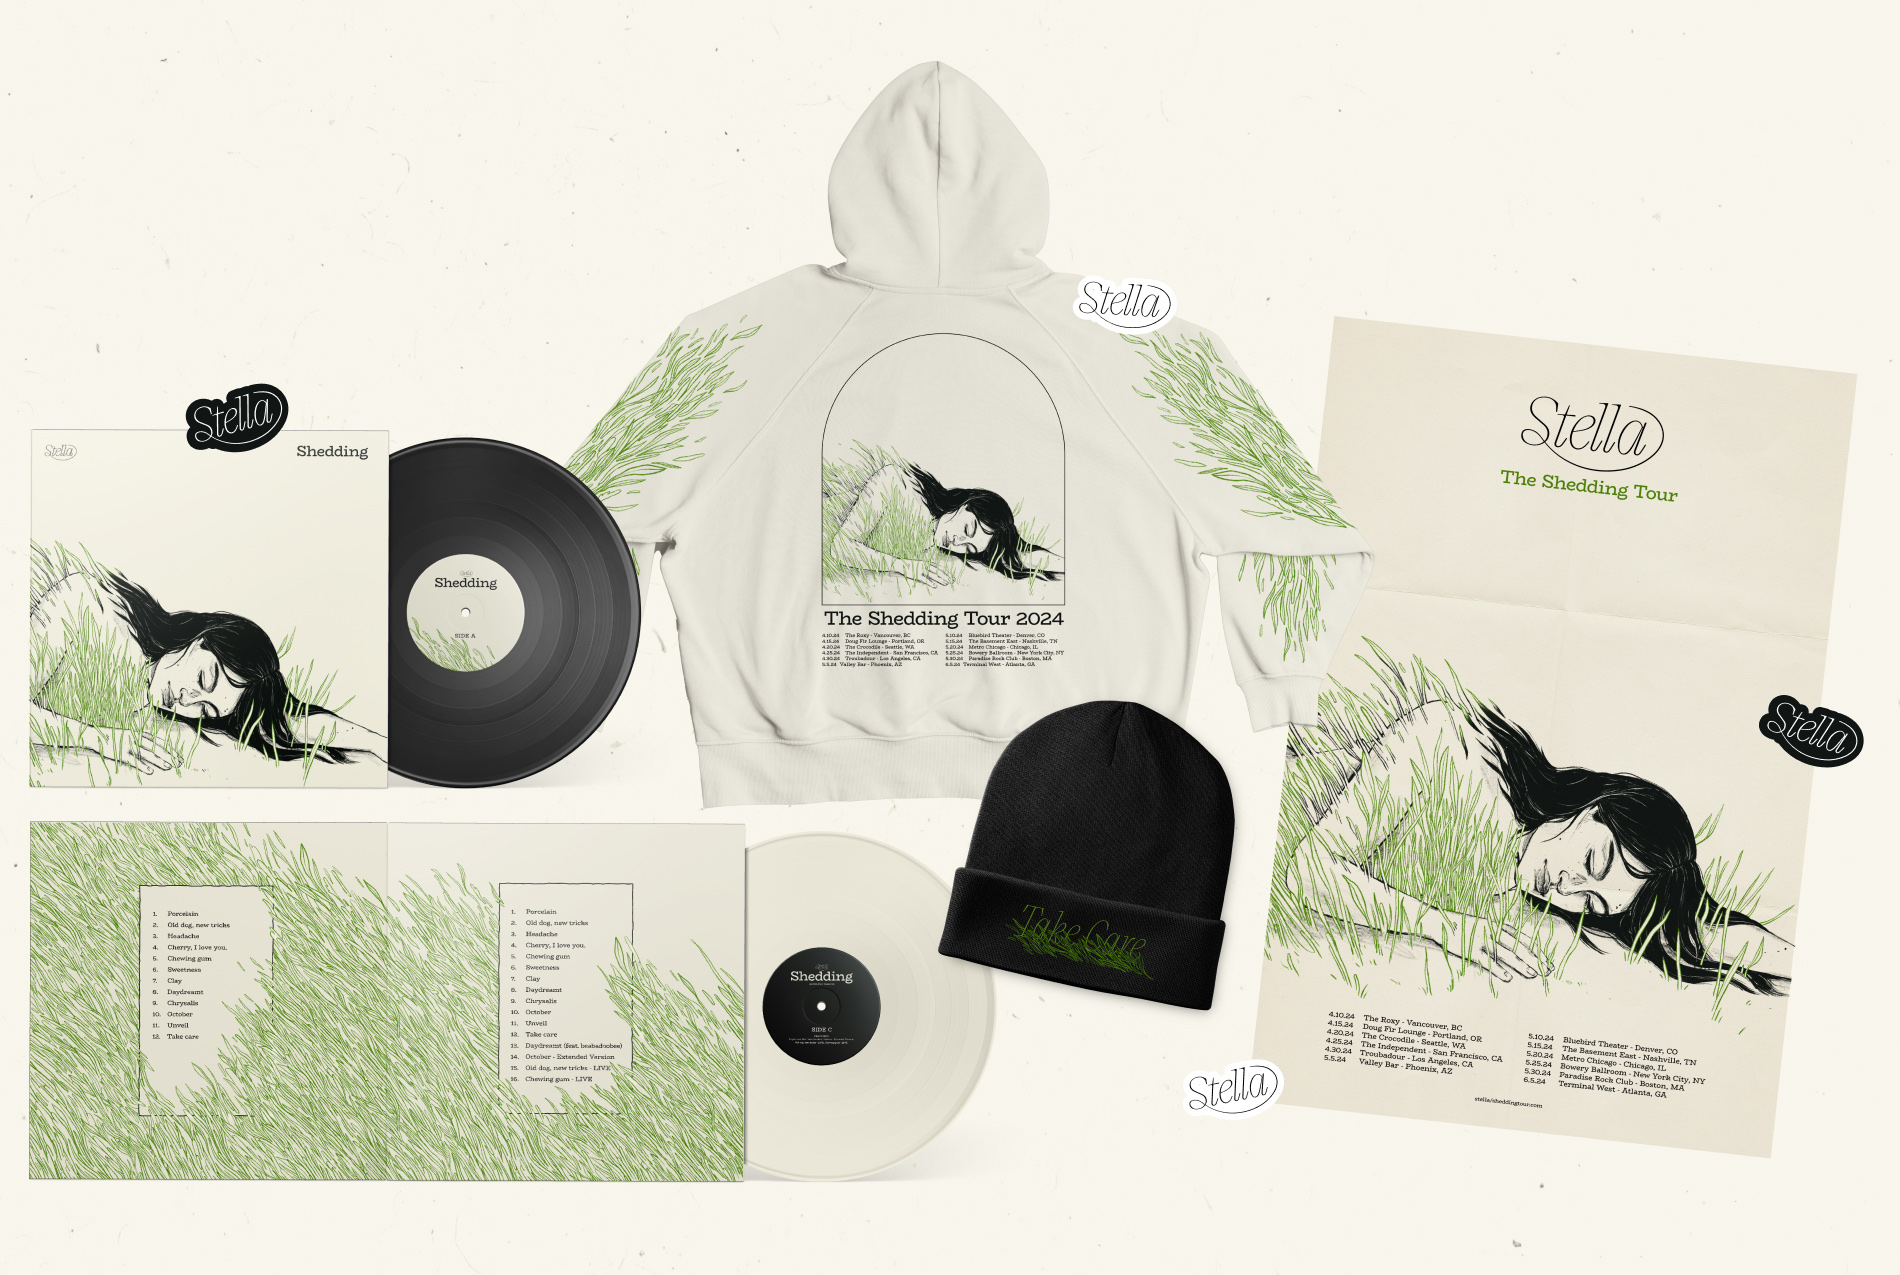 Stella
Stella
Shedding
Shedding
SIDE A
1. Porcelain
2. Old dog, new tricks
3. Headache
4. Cherry, I love you.
5. Chewing gum
6. Sweetness
7. Clay
8. Daydreamt
9. Chrysalis
10. October
11. Unveil
12. Take care
1. Porcelain
2. Old dog, new tricks
3. Headache
4. Cherry, I love you.
5. Chewing gum
6. Sweetness
7. Clay
8. Daydreamt
9. Chrysalis
10. October
11. Unveil
12. Take care
13. Daydreamt (feat. beabadoobee)
14. October - Extended Version
15. Old dog, new tricks - LIVE
16. Chewing gum - LIVE
Shedding
SIDE C
Stella
The Shedding Tour 2024
4.10.24 The Roxy - Vancouver, BC
4.15.24 Doug Fir Lounge - Portland, OR
4.20.24 The Crocodile - Seattle, WA
4.25.24 The Independent - San Francisco, CA
4.30.24 Troubadour - Los Angeles, CA
5.5.24 Valley Bar - Phoenix, AZ
5.10.24 Bluebird Theater - Denver, CO
5.15.24 The Basement East - Nashville, TN
5.20.24 Metro Chicago - Chicago, IL
5.25.24 Bowery Ballroom - New York City, NY
5.30.24 Paradise Rock Club - Boston, MA
6.5.24 Terminal West - Atlanta, GA
Take Care
Stella
The Shedding Tour
Stella
4.10.24 The Roxy - Vancouver, BC
4.15.24 Doug Fir Lounge - Portland, OR
4.20.24 The Crocodile - Seattle, WA
4.25.24 The Independent - San Francisco, CA
4.30.24 Troubadour - Los Angeles, CA
5.5.24 Valley Bar - Phoenix, AZ
5.10.24 Bluebird Theater - Denver, CO
5.15.24 The Basement East - Nashville, TN
5.20.24 Metro Chicago - Chicago, IL
5.25.24 Bowery Ballroom - New York City, NY
5.30.24 Paradise Rock Club - Boston, MA
6.5.24 Terminal West - Atlanta, GA
stella/sheddingtour.com
Stella